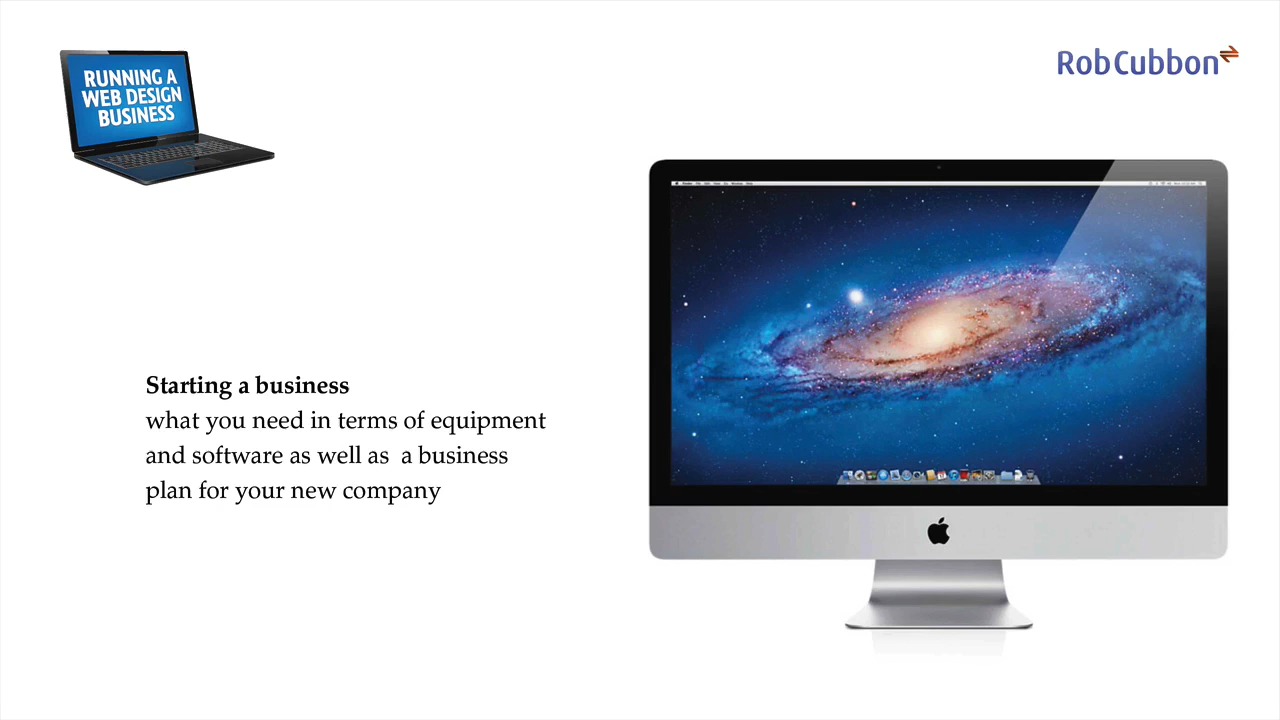 RUNNING A
WEB DESIGN
BUSINESS
RobCubbon
Starting a business
what you need in terms of equipment
and software as well as  a business
plan for your new company